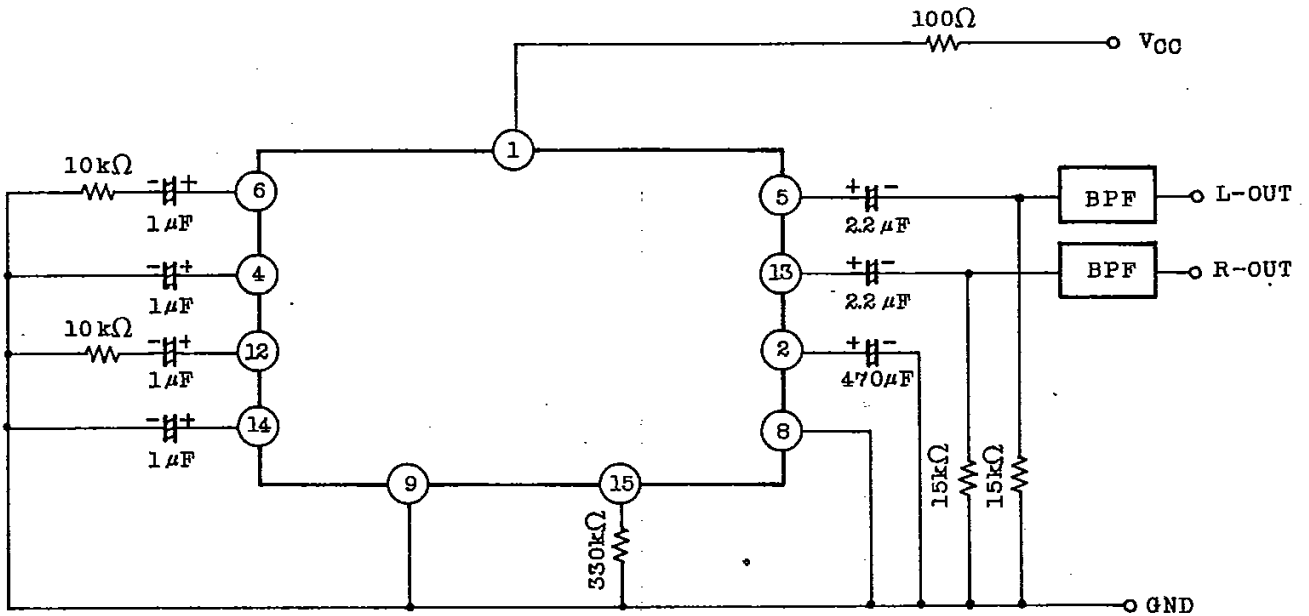 100Ω
VCC
1
10kΩ
- +
6
1μF
5
+ -
2.2μF
BPF
L-OUT
- +
4
1μF
13
+ -
2.2μF
BPF
R-OUT
10kΩ
- +
12
1μF
2
+ -
470μF
- +
14
1μF
8
9
15
330kΩ
15kΩ
15kΩ
GND